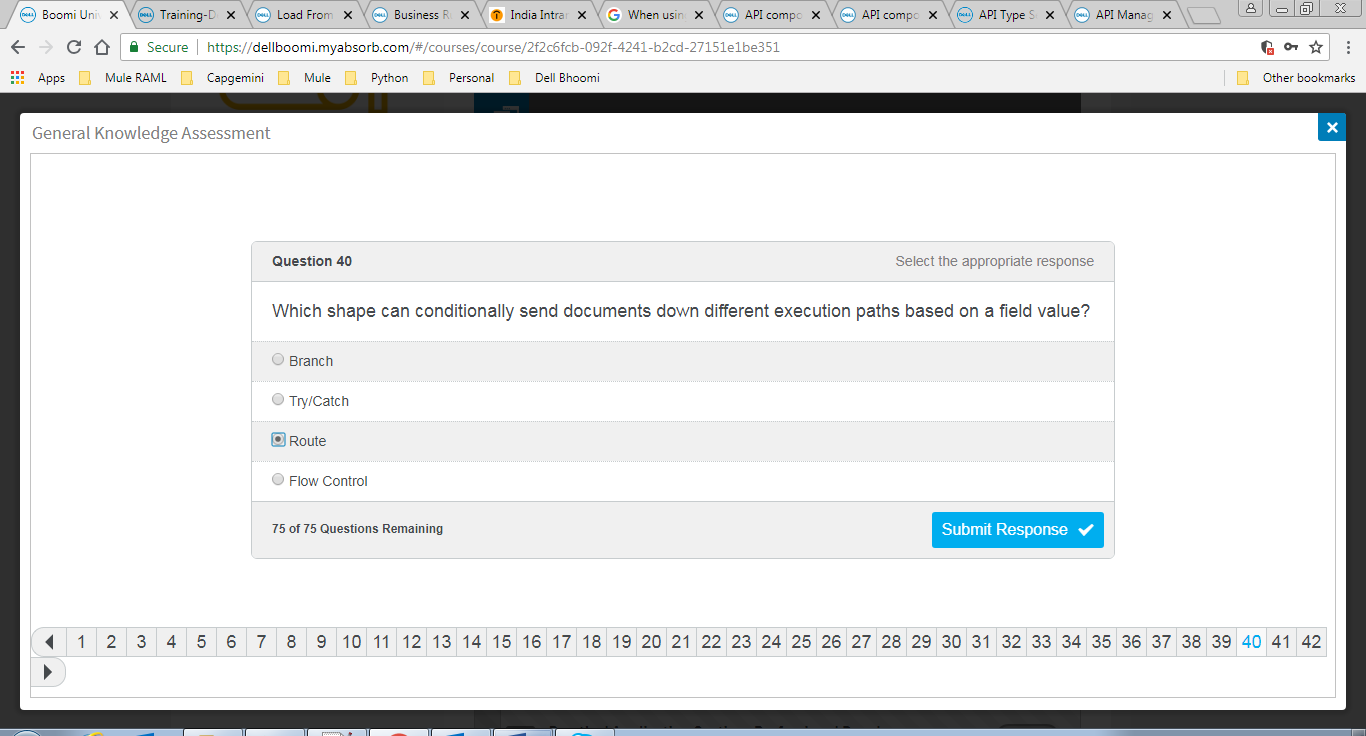 Boomi Univ Training-D Load From Business R India Intran When usin API compo API compo API Type S API Manag
Secure https://dellboomi.myabsorb.com/#/courses/course/2f2c6fcb-092f-4241-b2cd-27151e1be351
Apps Mule RAML Capgemini Mule Python Personal Dell Bhoomi Other bookmarks
General Knowledge Assessment
Question 40 Select the appropriate response
Which shape can conditionally send documents down different execution paths based on a field value?
Branch
Try/Catch
Route
Flow Control
75 of 75 Questions Remaining Submit Response
1 2 3 4 5 6 7 8 9 10 11 12 13 14 15 16 17 18 19 20 21 22 23 24 25 26 27 28 29 30 31 32 33 34 35 36 37 38 39 40 41 42